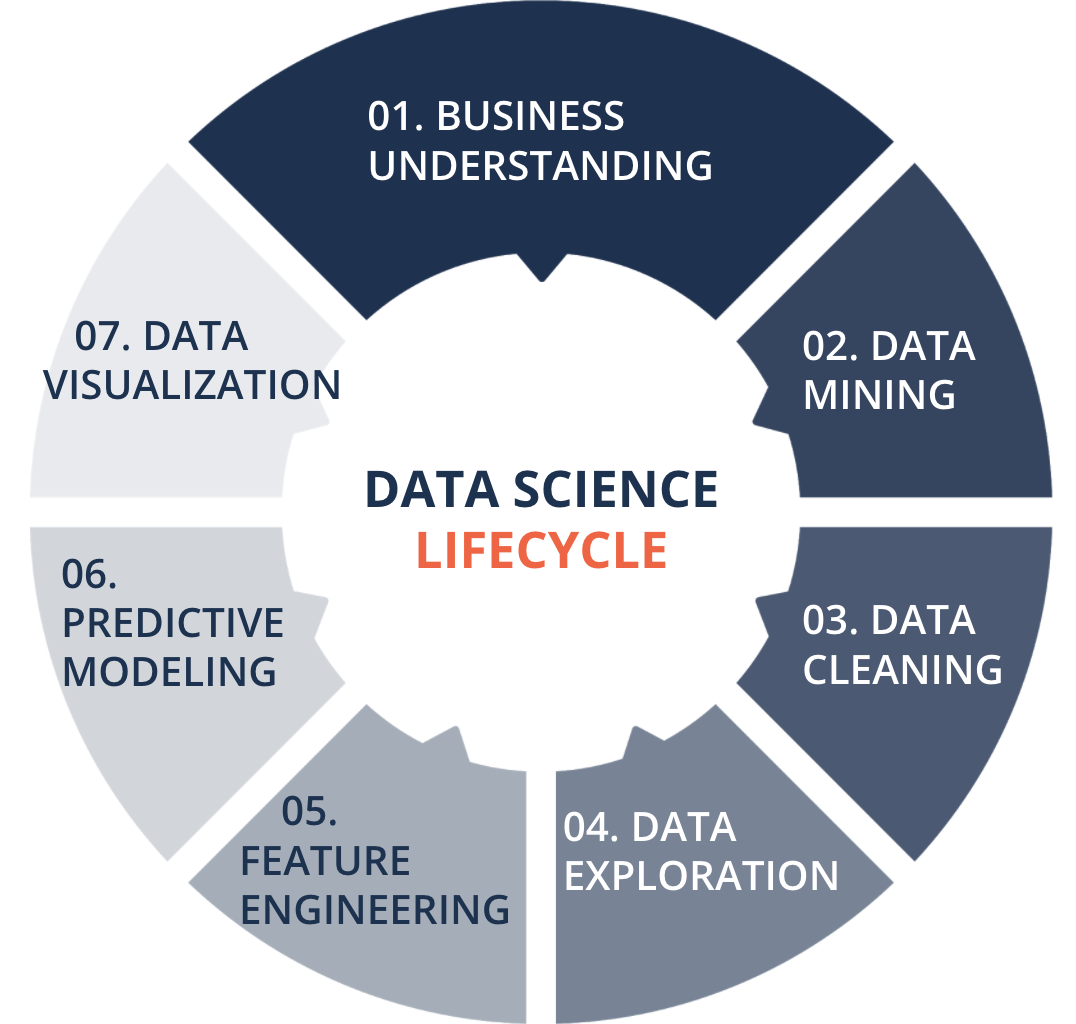 01. BUSINESS
UNDERSTANDING
02. DATA
MINING
03. DATA
CLEANING
04. DATA
EXPLORATION
05.
FEATURE
ENGINEERING
06.
PREDICTIVE
MODELING
07. DATA
VISUALIZATION
DATA SCIENCE
LIFECYCLE